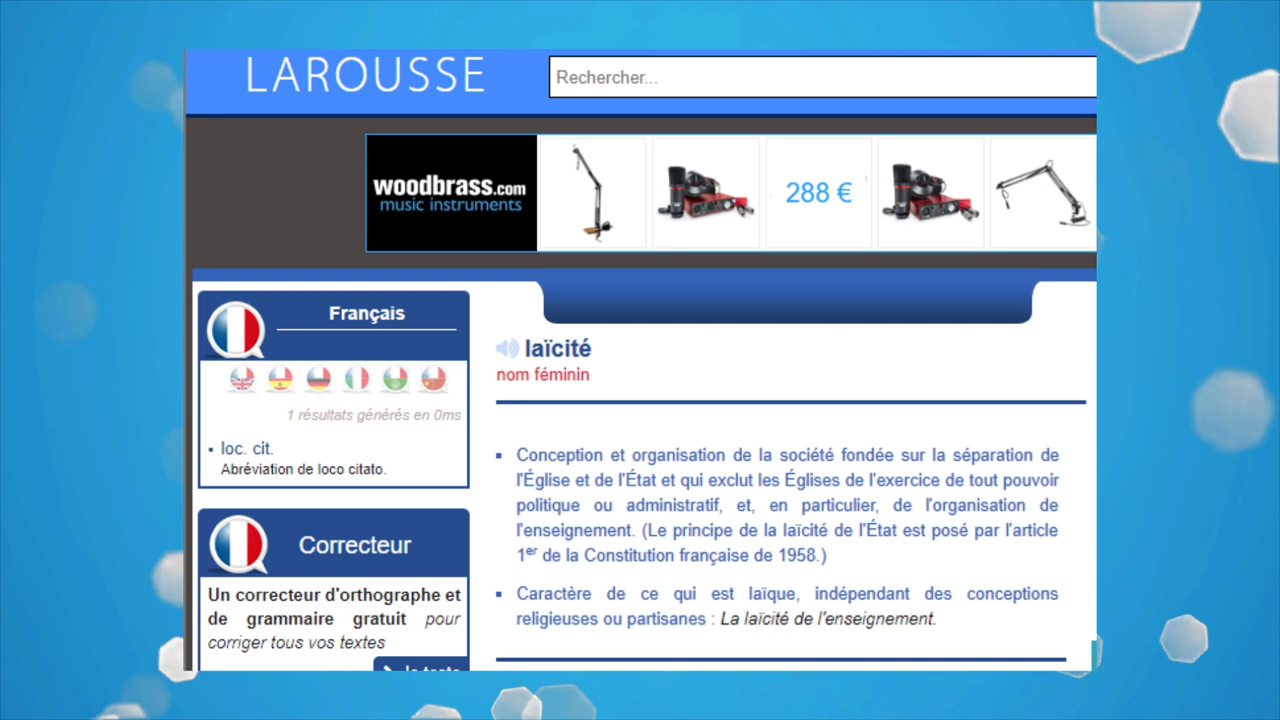 LAROUSSE
Rechercher...
woodbrass.com
music instruments
288 €
Français
1 résultats générés en 0ms
loc. cit.
Abréviation de loco citato.
Correcteur
Un correcteur d'orthographe et
de grammaire gratuit pour
corriger tous vos textes
laïcité
nom féminin
Conception et organisation de la société fondée sur la séparation de
l'Église et de l'État et qui exclut les Églises de l'exercice de tout pouvoir
politique ou administratif, et, en particulier, de l'organisation de
l'enseignement. (Le principe de la laïcité de l'État est posé par l'article
1er de la Constitution française de 1958.)
Caractère de ce qui est laïque, indépendant des conceptions
religieuses ou partisanes : La laïcité de l'enseignement.